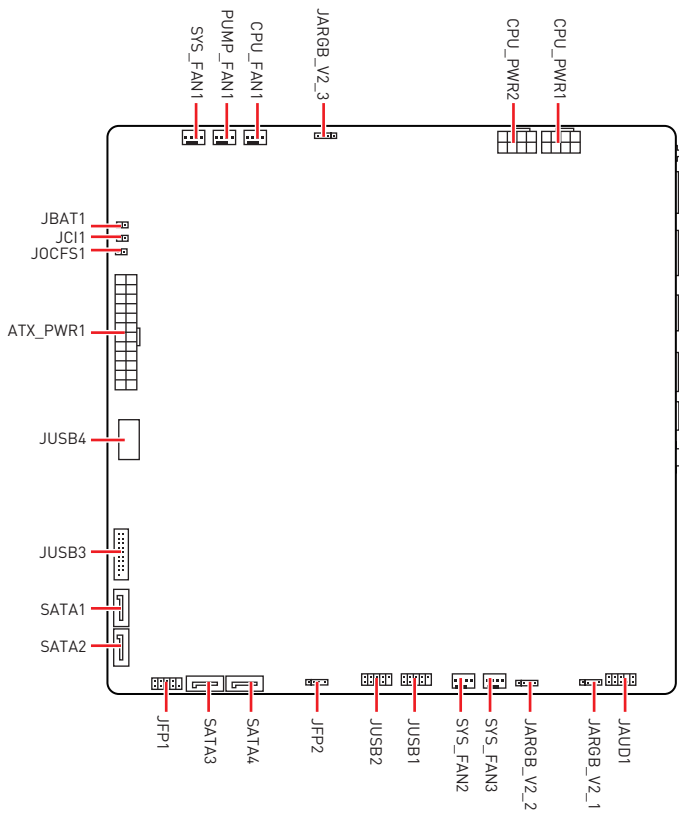 SYS_FAN1
PUMP_FAN1
CPU_FAN1
JARGB_V2_3
CPU_PWR2
CPU_PWR1
JBAT1
JCI1
JOCFS1
ATX_PWR1
JUSB4
JUSB3
SATA1
SATA2
JFP1
SATA3
SATA4
JFP2
JUSB2
JUSB1
SYS_FAN2
SYS_FAN3
JARGB_V2_2
JARGB_V2_1
JAUD1